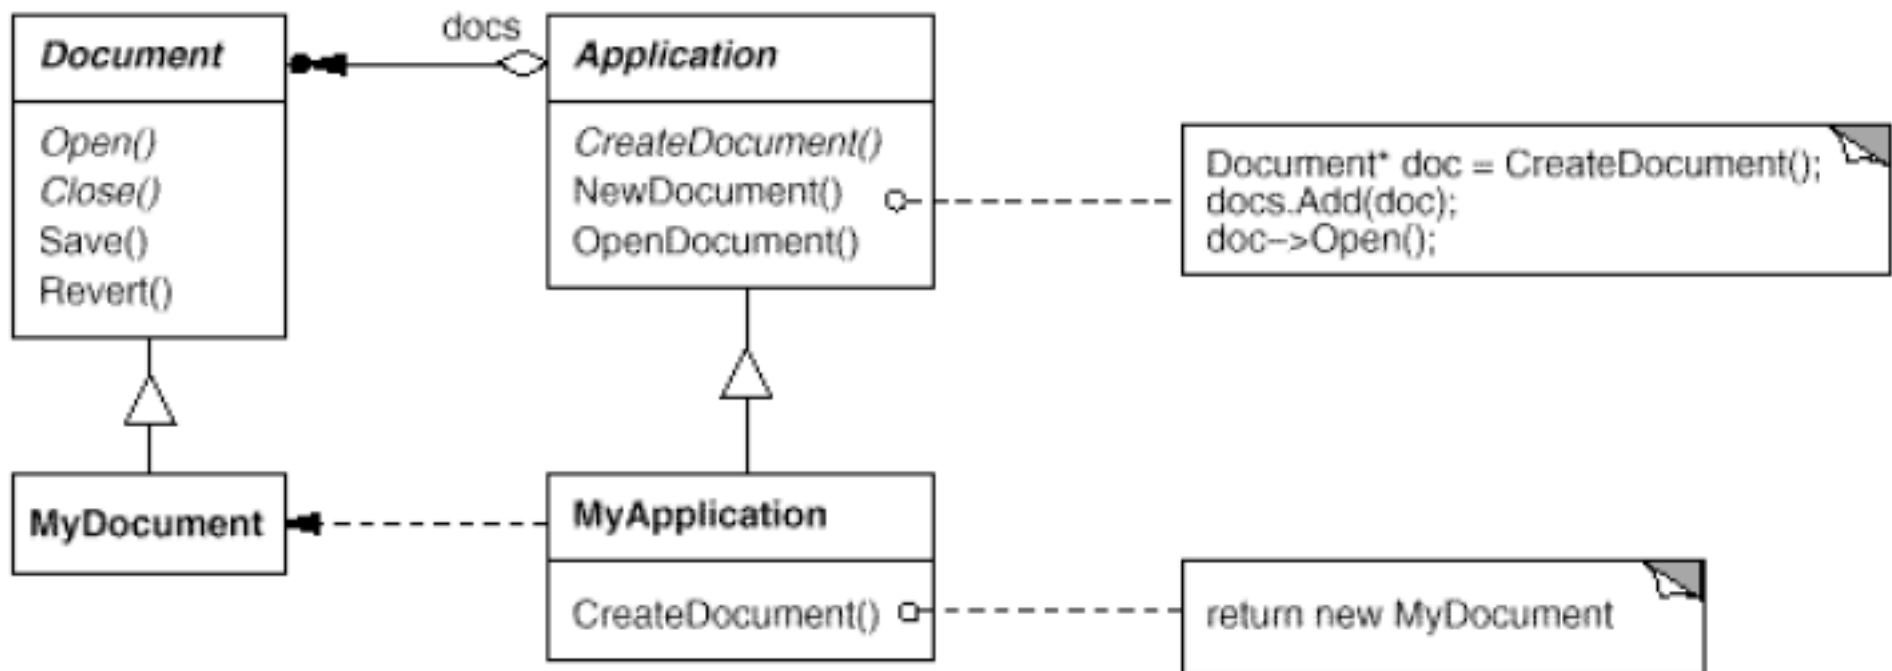 Document
Open()
Close()
Save()
Revert()
docs
Application
CreateDocument()
NewDocument()
OpenDocument()
Document* doc = CreateDocument();
docs.Add(doc);
doc->Open();
MyDocument
MyApplication
CreateDocument()
return new MyDocument